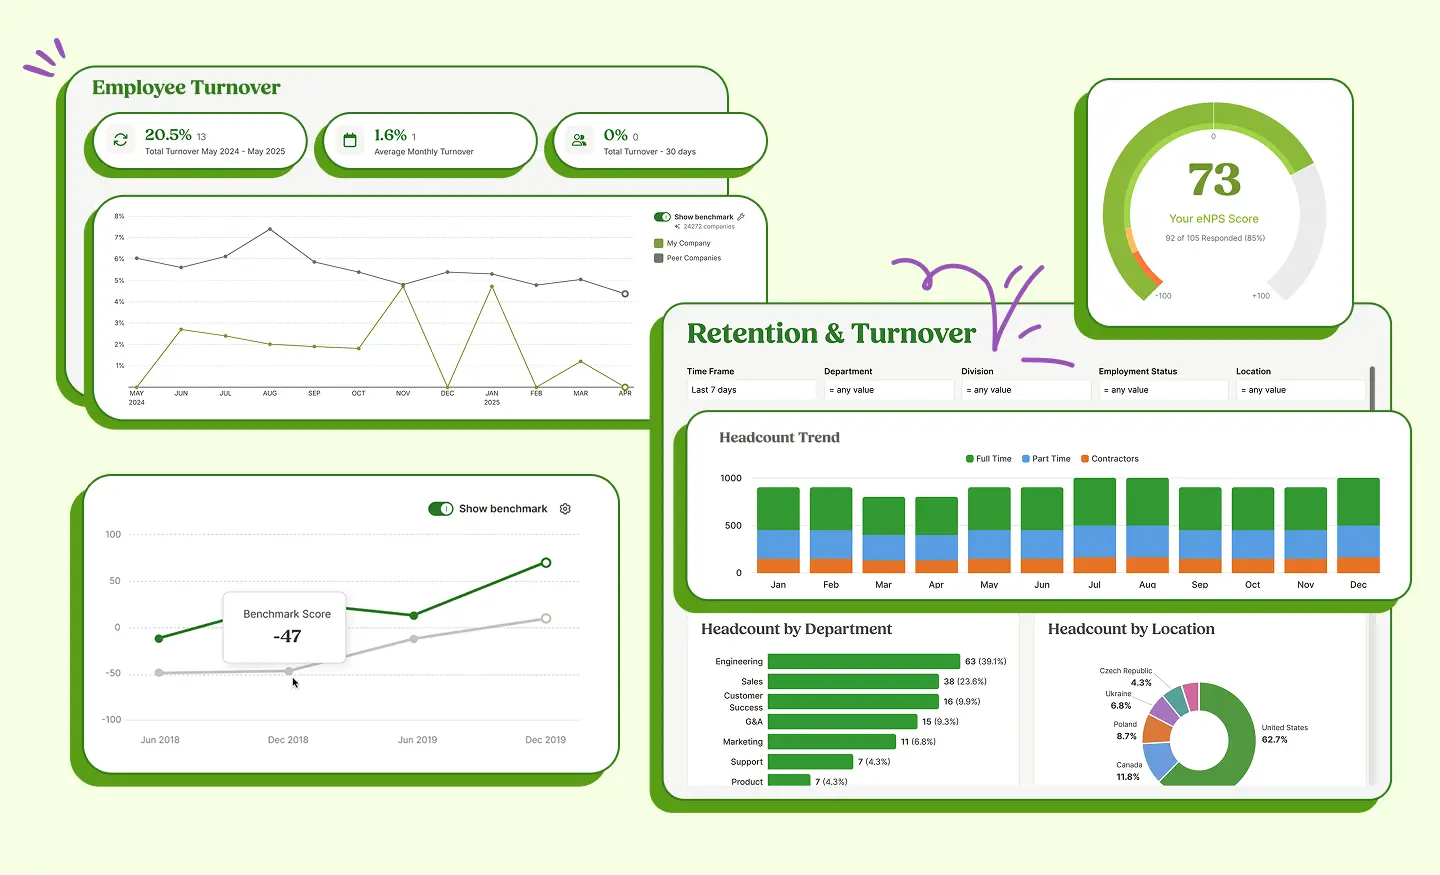 Employee Turnover
20.5% 13
Total Turnover May 2024 - May 2025
1.6% 1
Average Monthly Turnover
0% 0
Total Turnover - 30 days
8%
7%
6%
5%
4%
3%
2%
1%
MAY
2024
JUN
JUL
AUG
SEP
OCT
NOV
DEC
JAN
2025
FEB
MAR
APR
Show benchmark
24272 companies
My Company
Peer Companies
0
73
Your eNPS Score
92 of 105 Responded (85%)
-100
+100
Show benchmark
100
50
0
-50
-100
Benchmark Score
-47
Jun 2018
Dec 2018
Jun 2019
Dec 2019
Retention & Turnover
Time Frame
Last 7 days
Department
= any value
Division
= any value
Employment Status
= any value
Location
= any value
Headcount Trend
Full Time
Part Time
Contractors
1000
500
0
Jan
Feb
Mar
Apr
May
Jun
Jul
Aug
Sep
Oct
Nov
Dec
Headcount by Department
Engineering
63 (39.1%)
Sales
38 (23.6%)
Customer
Success
16 (9.9%)
G&A
15 (9.3%)
Marketing
11 (6.8%)
Support
7 (4.3%)
Product
7 (4.3%)
Headcount by Location
Czech Republic
4.3%
Ukraine
6.8%
Poland
8.7%
Canada
11.8%
United States
62.7%